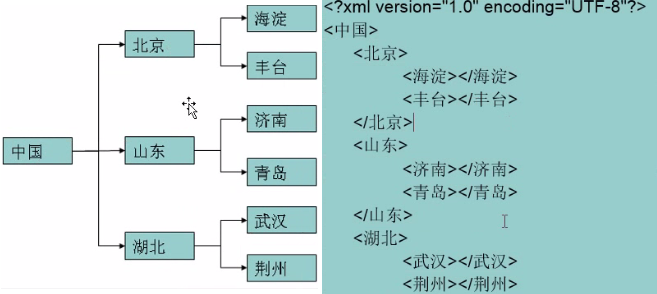 海淀
北京
丰台
济南
中国
山东
青岛
武汉
湖北
荆州
<?xml version="1.0" encoding="UTF-8"?>
<中国>
<北京>
<海淀></海淀>
<丰台></丰台>
</北京>
<山东>
<济南></济南>
<青岛></青岛>
</山东>
<湖北>
<武汉></武汉>
<荆州></荆州>